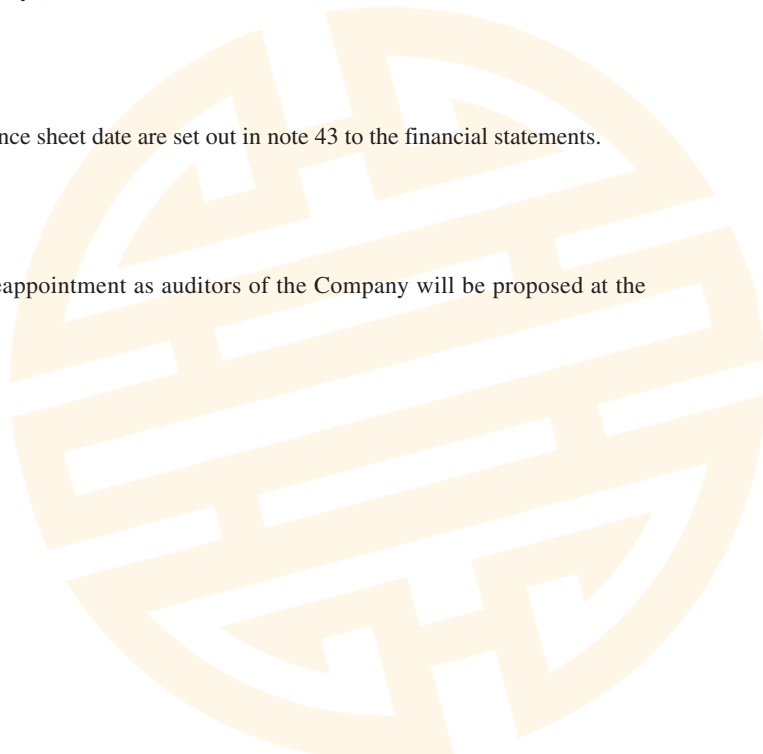 nce sheet date are set out in note 43 to the financial statements.
eappointment as auditors of the Company will be proposed at the